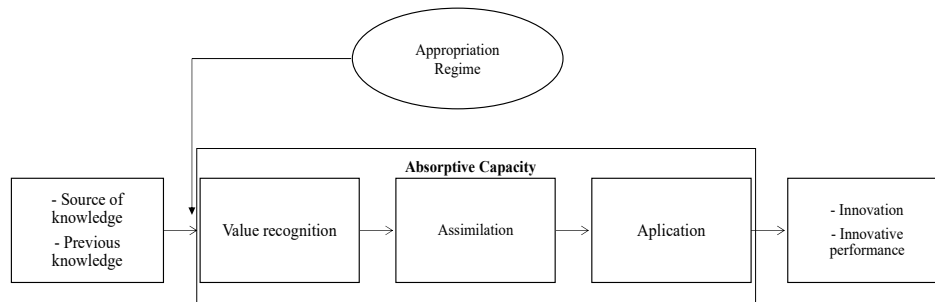 Appropriation
Regime
Absorptive Capacity
- Source of
knowledge
- Previous
knowledge
Value recognition
Assimilation
Aplication
- Innovation
- Innovative
performance